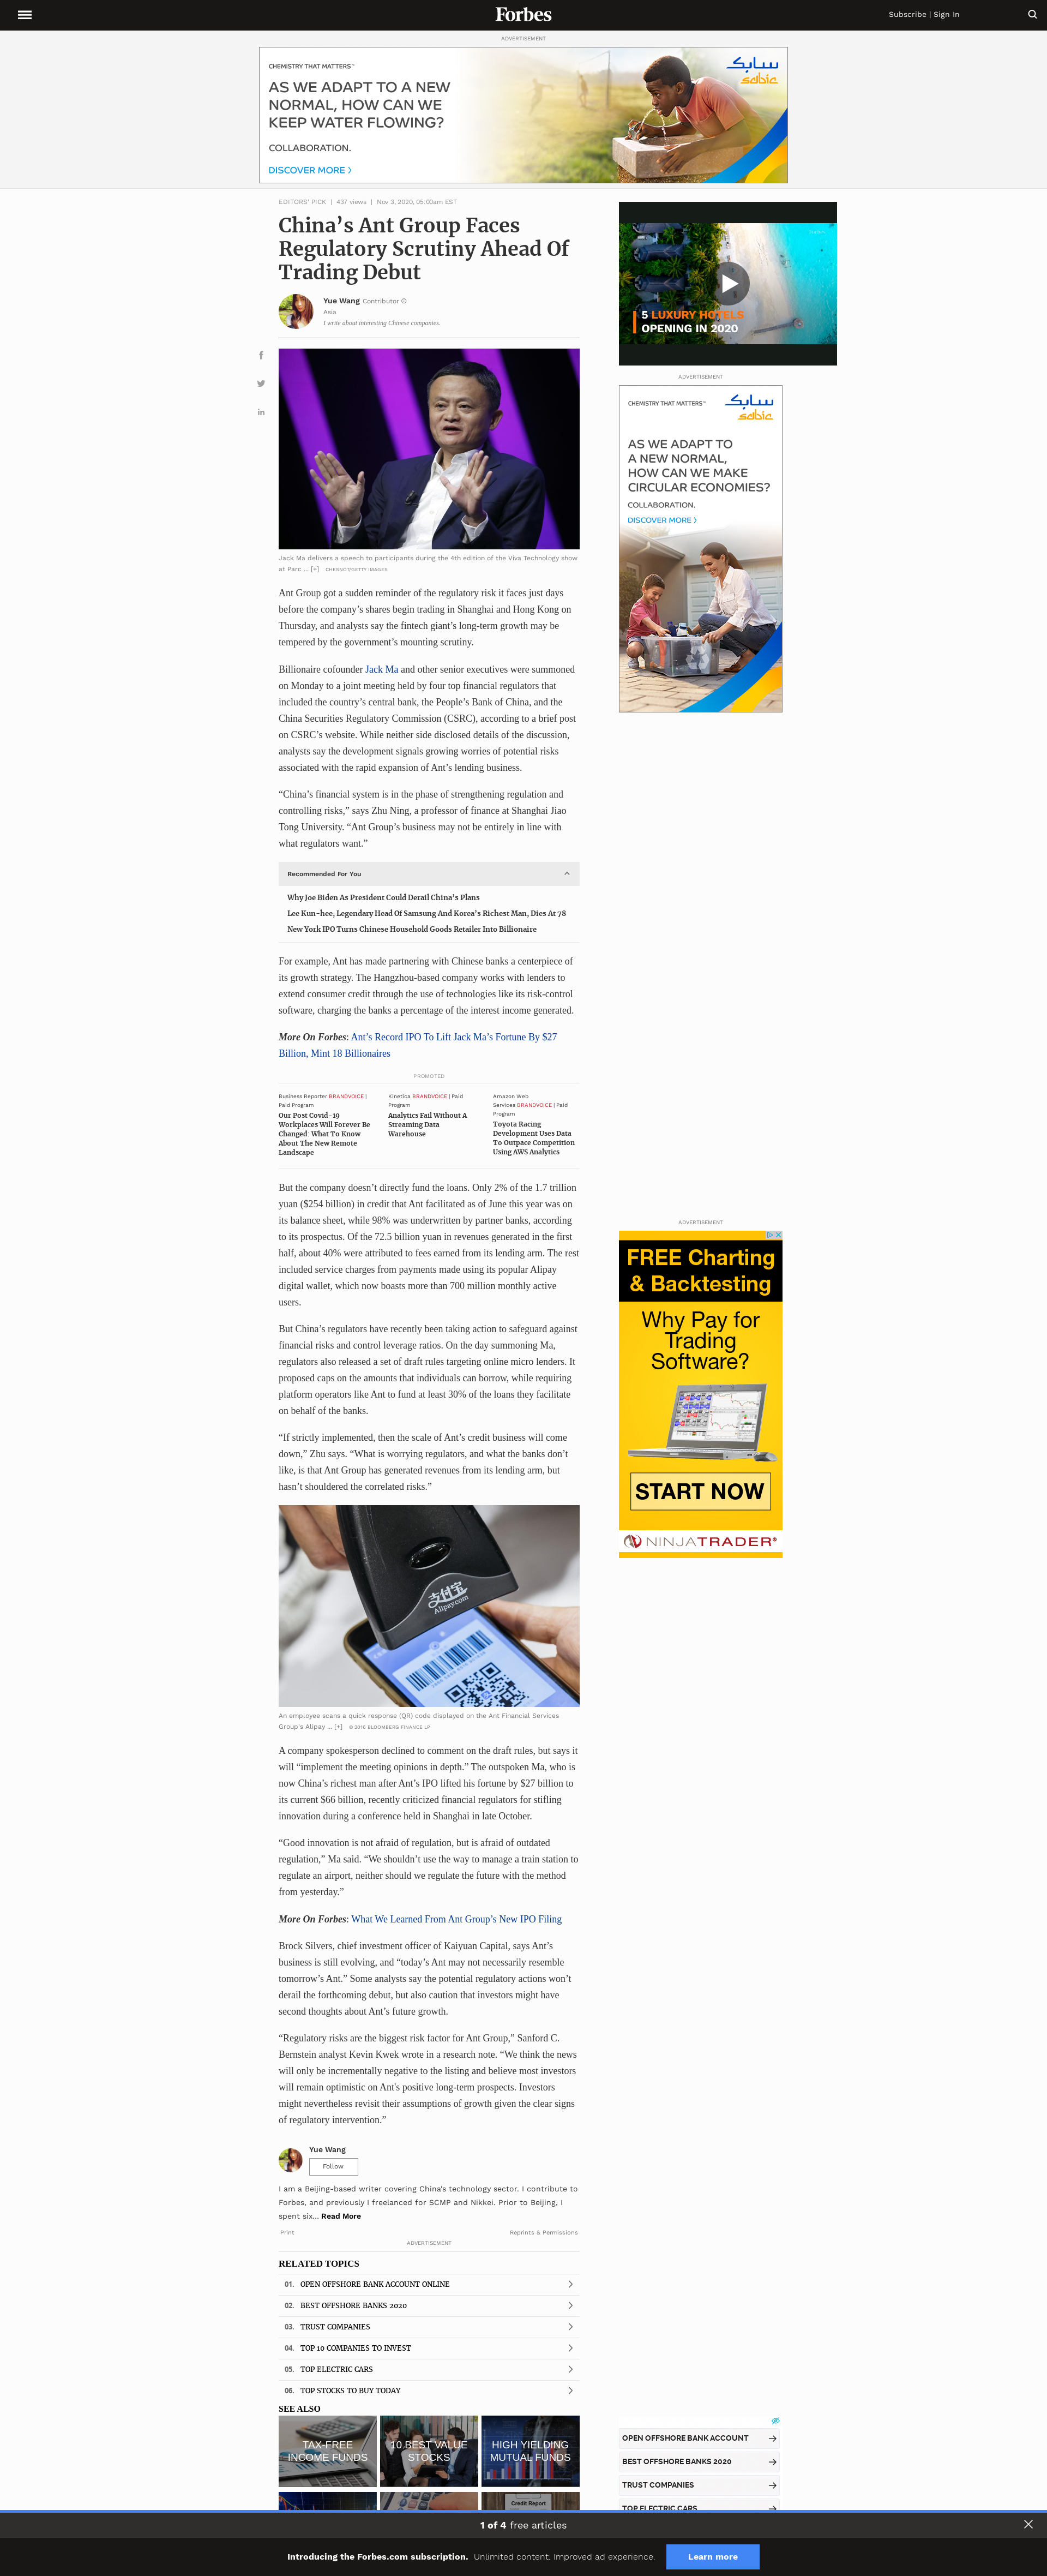 Forbes
Subscribe | Sign In
ADVERTISEMENT
CHEMISTRY THAT MATTERS™
AS WE ADAPT TO A NEW
NORMAL, HOW CAN WE
KEEP WATER FLOWING?
COLLABORATION.
DISCOVER MORE
سابك
sabic
EDITORS' PICK | 437 views | Nov 3, 2020, 05:00am EST
China's Ant Group Faces
Regulatory Scrutiny Ahead Of
Trading Debut
Yue Wang Contributor
Asia
I write about interesting Chinese companies.
Jack Ma delivers a speech to participants during the 4th edition of the Viva Technology show
at Parc ... [+] CHESNOT/GETTY IMAGES
Ant Group got a sudden reminder of the regulatory risk it faces just days
before the company's shares begin trading in Shanghai and Hong Kong on
Thursday, and analysts say the fintech giant's long-term growth may be
tempered by the government's mounting scrutiny.
Billionaire cofounder Jack Ma and other senior executives were summoned
on Monday to a joint meeting held by four top financial regulators that
included the country's central bank, the People's Bank of China, and the
China Securities Regulatory Commission (CSRC), according to a brief post
on CSRC's website. While neither side disclosed details of the discussion,
analysts say the development signals growing worries of potential risks
associated with the rapid expansion of Ant's lending business.
“China's financial system is in the phase of strengthening regulation and
controlling risks,” says Zhu Ning, a professor of finance at Shanghai Jiao
Tong University. “Ant Group's business may not be entirely in line with
what regulators want.”
Recommended For You
Why Joe Biden As President Could Derail China's Plans
Lee Kun-hee, Legendary Head Of Samsung And Korea's Richest Man, Dies At 78
New York IPO Turns Chinese Household Goods Retailer Into Billionaire
For example, Ant has made partnering with Chinese banks a centerpiece of
its growth strategy. The Hangzhou-based company works with lenders to
extend consumer credit through the use of technologies like its risk-control
software, charging the banks a percentage of the interest income generated.
More On Forbes: Ant's Record IPO To Lift Jack Ma's Fortune By $27
Billion, Mint 18 Billionaires
PROMOTED
Business Reporter BRANDVOICE |
Paid Program
Our Post Covid-19
Workplaces Will Forever Be
Changed: What To Know
About The New Remote
Landscape
Kinetica BRANDVOICE | Paid
Program
Analytics Fail Without A
Streaming Data
Warehouse
Amazon Web
Services BRANDVOICE | Paid
Program
Toyota Racing
Development Uses Data
To Outpace Competition
Using AWS Analytics
But the company doesn't directly fund the loans. Only 2% of the 1.7 trillion
yuan ($254 billion) in credit that Ant facilitated as of June this year was on
its balance sheet, while 98% was underwritten by partner banks, according
to its prospectus. Of the 72.5 billion yuan in revenues generated in the first
half, about 40% were attributed to fees earned from its lending arm. The rest
included service charges from payments made using its popular Alipay
digital wallet, which now boasts more than 700 million monthly active
users.
But China's regulators have recently been taking action to safeguard against
financial risks and control leverage ratios. On the day summoning Ma,
regulators also released a set of draft rules targeting online micro lenders. It
proposed caps on the amounts that individuals can borrow, while requiring
platform operators like Ant to fund at least 30% of the loans they facilitate
on behalf of the banks.
“If strictly implemented, then the scale of Ant's credit business will come
down,” Zhu says. “What is worrying regulators, and what the banks don't
like, is that Ant Group has generated revenues from its lending arm, but
hasn't shouldered the correlated risks.”
支付宝
Alipay.com
An employee scans a quick response (QR) code displayed on the Ant Financial Services
Group's Alipay ... [+] © 2016 BLOOMBERG FINANCE LP
A company spokesperson declined to comment on the draft rules, but says it
will “implement the meeting opinions in depth.” The outspoken Ma, who is
now China's richest man after Ant's IPO lifted his fortune by $27 billion to
its current $66 billion, recently criticized financial regulators for stifling
innovation during a conference held in Shanghai in late October.
“Good innovation is not afraid of regulation, but is afraid of outdated
regulation,” Ma said. “We shouldn't use the way to manage a train station to
regulate an airport, neither should we regulate the future with the method
from yesterday.”
More On Forbes: What We Learned From Ant Group's New IPO Filing
Brock Silvers, chief investment officer of Kaiyuan Capital, says Ant's
business is still evolving, and “today's Ant may not necessarily resemble
tomorrow's Ant.” Some analysts say the potential regulatory actions won't
derail the forthcoming debut, but also caution that investors might have
second thoughts about Ant's future growth.
“Regulatory risks are the biggest risk factor for Ant Group,” Sanford C.
Bernstein analyst Kevin Kwek wrote in a research note. “We think the news
will only be incrementally negative to the listing and believe most investors
will remain optimistic on Ant's positive long-term prospects. Investors
might nevertheless revisit their assumptions of growth given the clear signs
of regulatory intervention.”
Yue Wang
Follow
I am a Beijing-based writer covering China's technology sector. I contribute to
Forbes, and previously I freelanced for SCMP and Nikkei. Prior to Beijing, I
spent six... Read More
Print
Reprints & Permissions
ADVERTISEMENT
RELATED TOPICS
01. OPEN OFFSHORE BANK ACCOUNT ONLINE
02. BEST OFFSHORE BANKS 2020
03. TRUST COMPANIES
04. TOP 10 COMPANIES TO INVEST
05. TOP ELECTRIC CARS
06. TOP STOCKS TO BUY TODAY
SEE ALSO
TAX-FREE
INCOME FUNDS
10 BEST VALUE
STOCKS
HIGH YIELDING
MUTUAL FUNDS
Credit Report
5 LUXURY HOTELS
OPENING IN 2020
ADVERTISEMENT
CHEMISTRY THAT MATTERS™
سابك
sabic
AS WE ADAPT TO
A NEW NORMAL,
HOW CAN WE MAKE
CIRCULAR ECONOMIES?
COLLABORATION.
DISCOVER MORE
ADVERTISEMENT
FREE Charting
& Backtesting
Why Pay for
Trading
Software?
START NOW
NINJATRADER®
OPEN OFFSHORE BANK ACCOUNT
BEST OFFSHORE BANKS 2020
TRUST COMPANIES
TOP ELECTRIC CARS
1 of 4 free articles
Introducing the Forbes.com subscription. Unlimited content. Improved ad experience.
Learn more